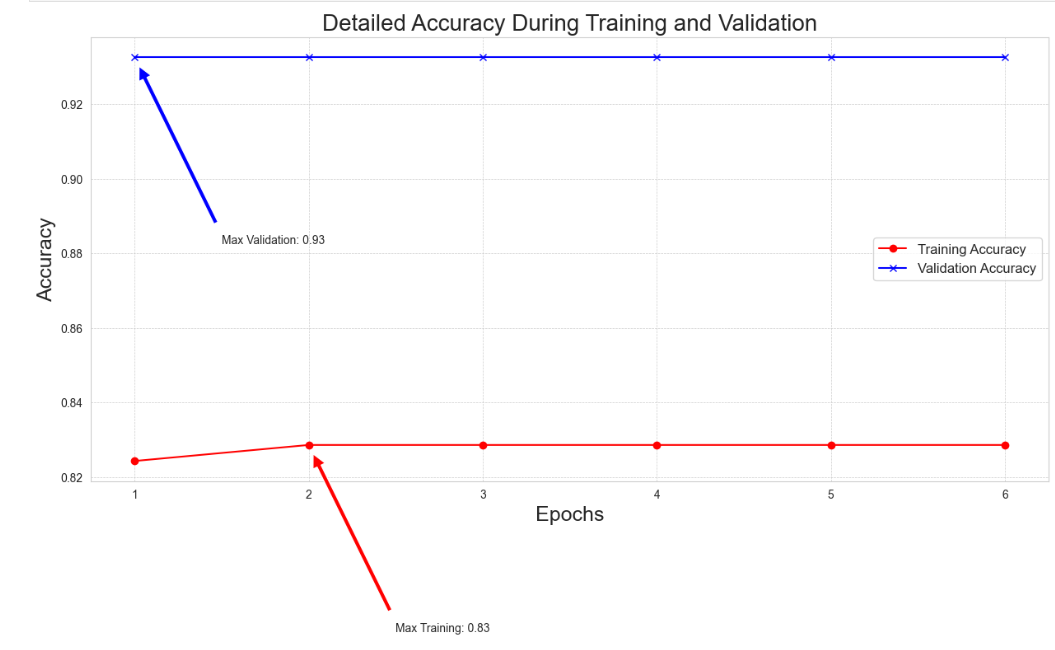 Detailed Accuracy During Training and Validation
0.92
0.90
0.88
0.86
0.84
0.82
Accuracy
Max Validation: 0.93
Training Accuracy
Validation Accuracy
1 2 3 4 5 6
Epochs
Max Training: 0.83